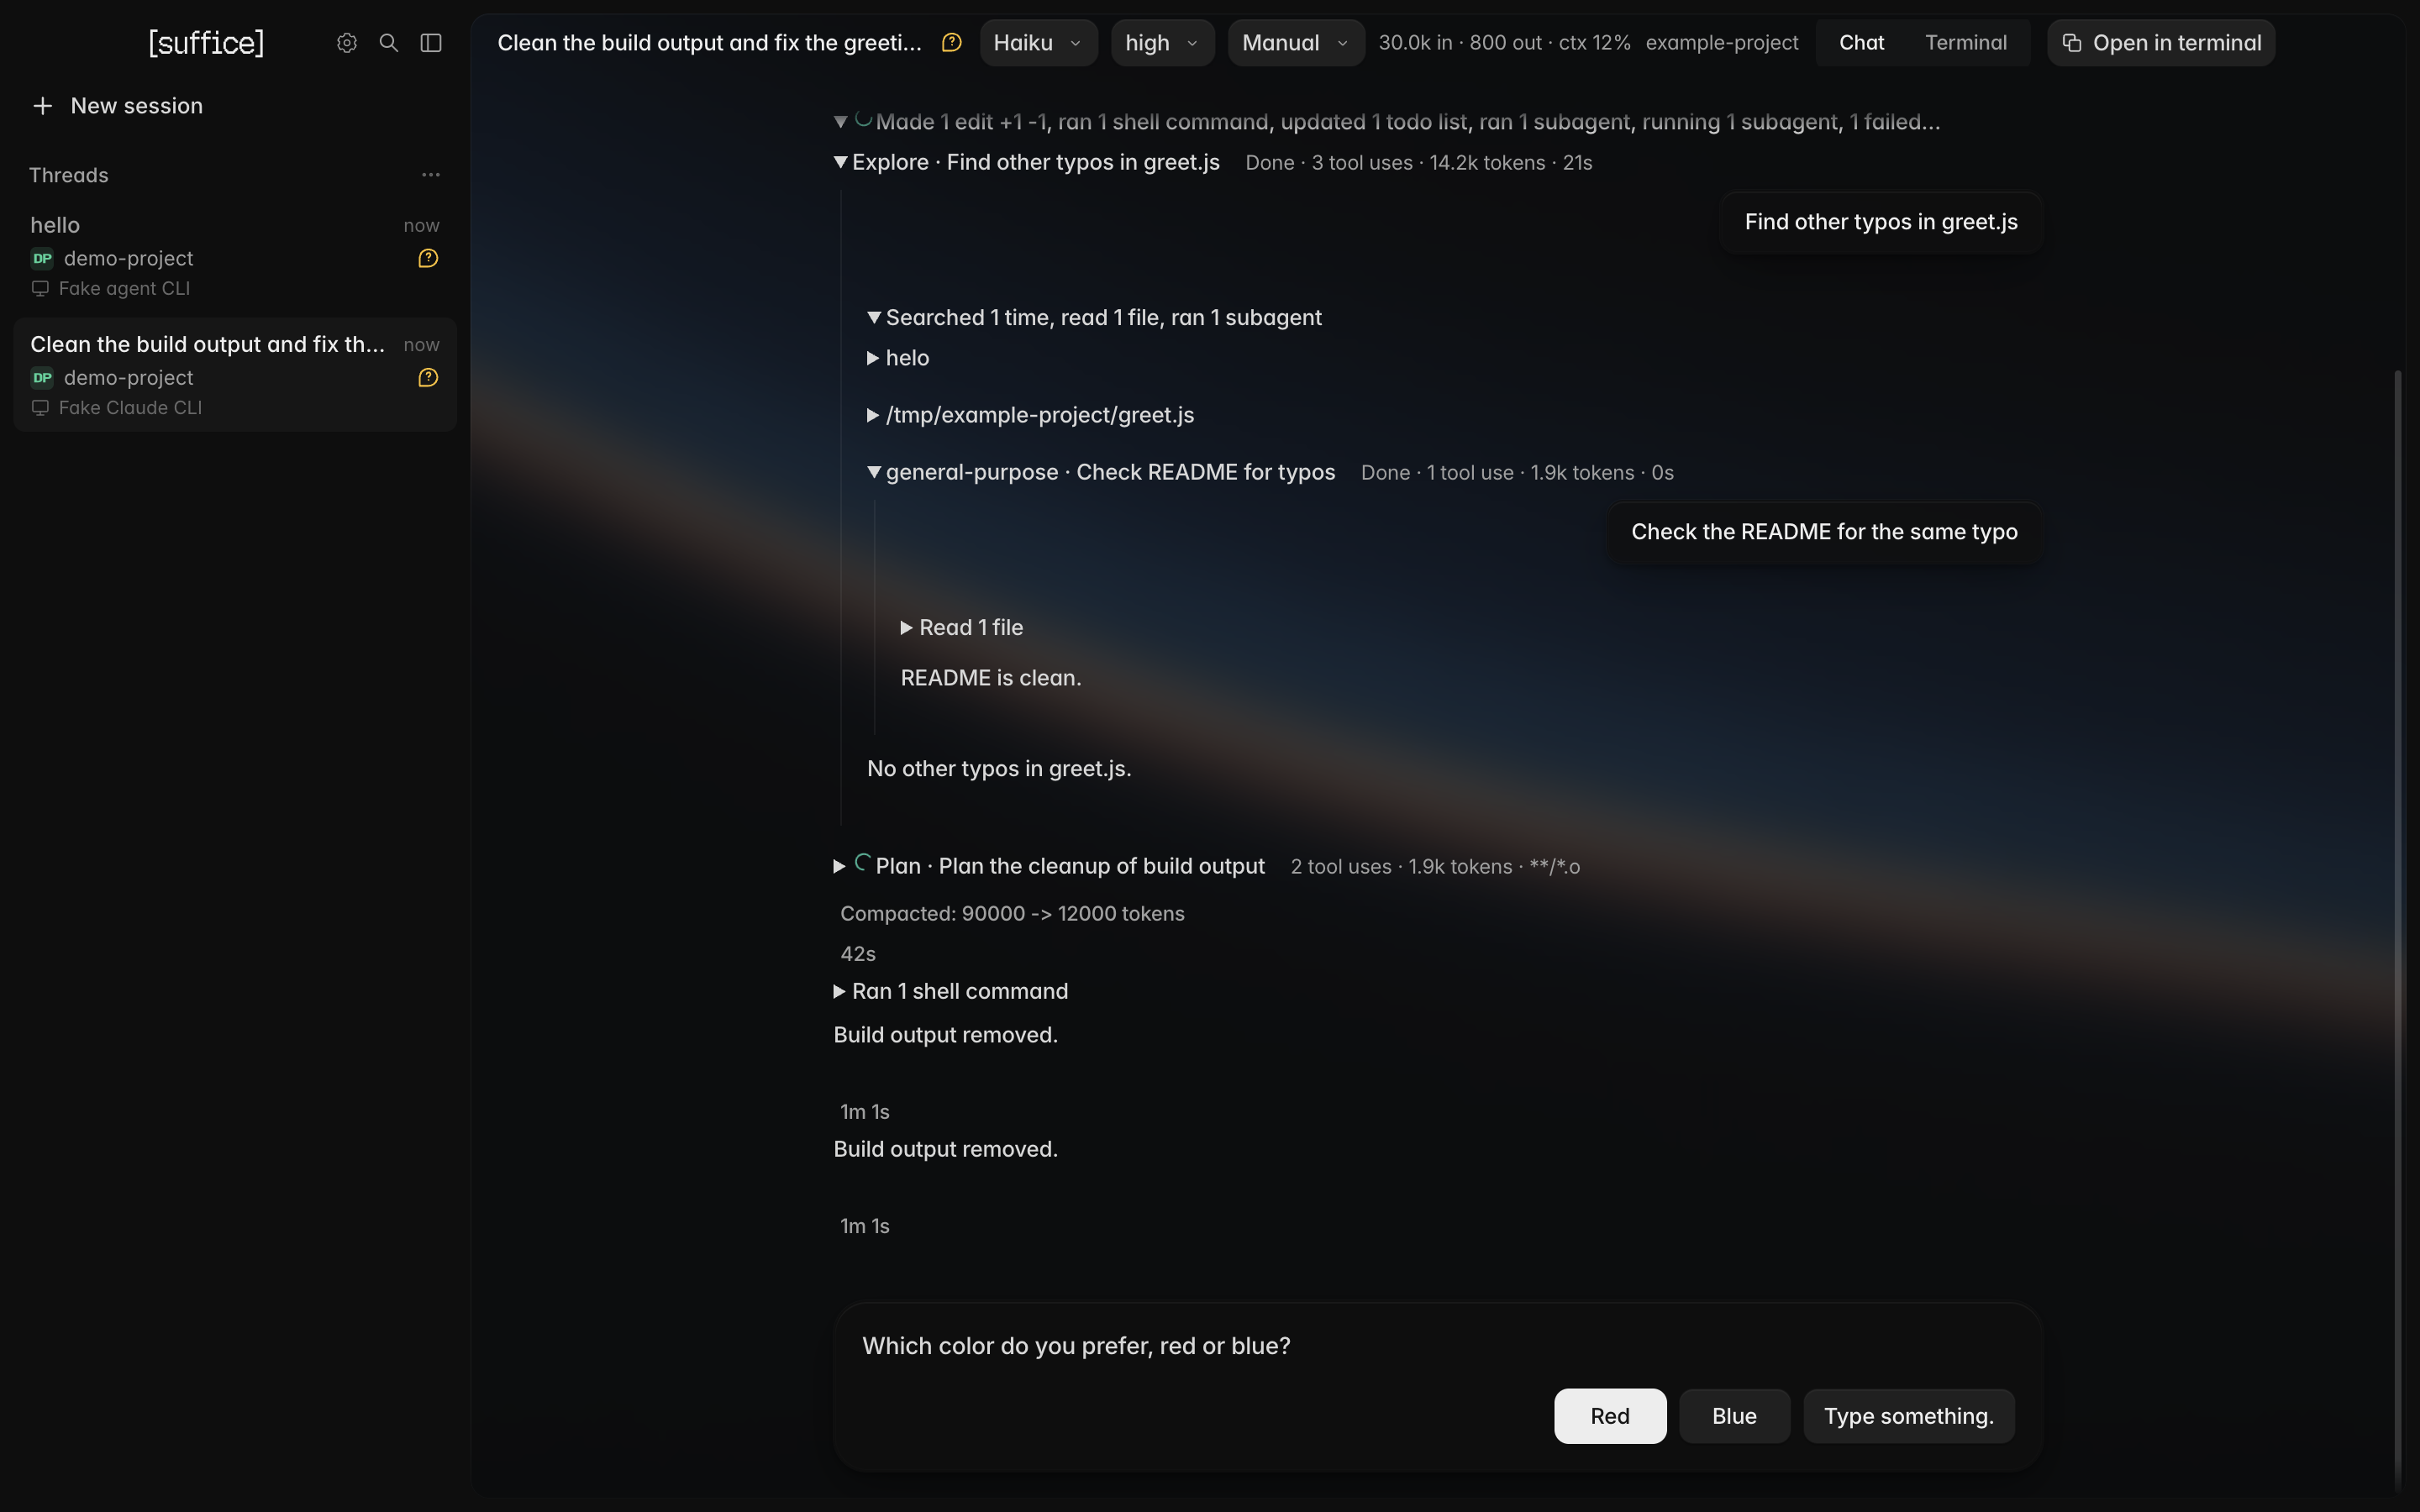 [suffice]
New session
Threads
hello
now
DP demo-project
Fake agent CLI
Clean the build output and fix th...
now
DP demo-project
Fake Claude CLI
Clean the build output and fix the greeti...
Haiku
high
Manual
30.0k in · 800 out · ctx 12%
example-project
Chat
Terminal
Open in terminal
Made 1 edit +1 -1, ran 1 shell command, updated 1 todo list, ran 1 subagent, running 1 subagent, 1 failed...
Explore · Find other typos in greet.js Done · 3 tool uses · 14.2k tokens · 21s
Find other typos in greet.js
Searched 1 time, read 1 file, ran 1 subagent
helo
/tmp/example-project/greet.js
general-purpose · Check README for typos Done · 1 tool use · 1.9k tokens · 0s
Check the README for the same typo
Read 1 file
README is clean.
No other typos in greet.js.
Plan · Plan the cleanup of build output 2 tool uses · 1.9k tokens · **/*.o
Compacted: 90000 -> 12000 tokens
42s
Ran 1 shell command
Build output removed.
1m 1s
Build output removed.
1m 1s
Which color do you prefer, red or blue?
Red
Blue
Type something.